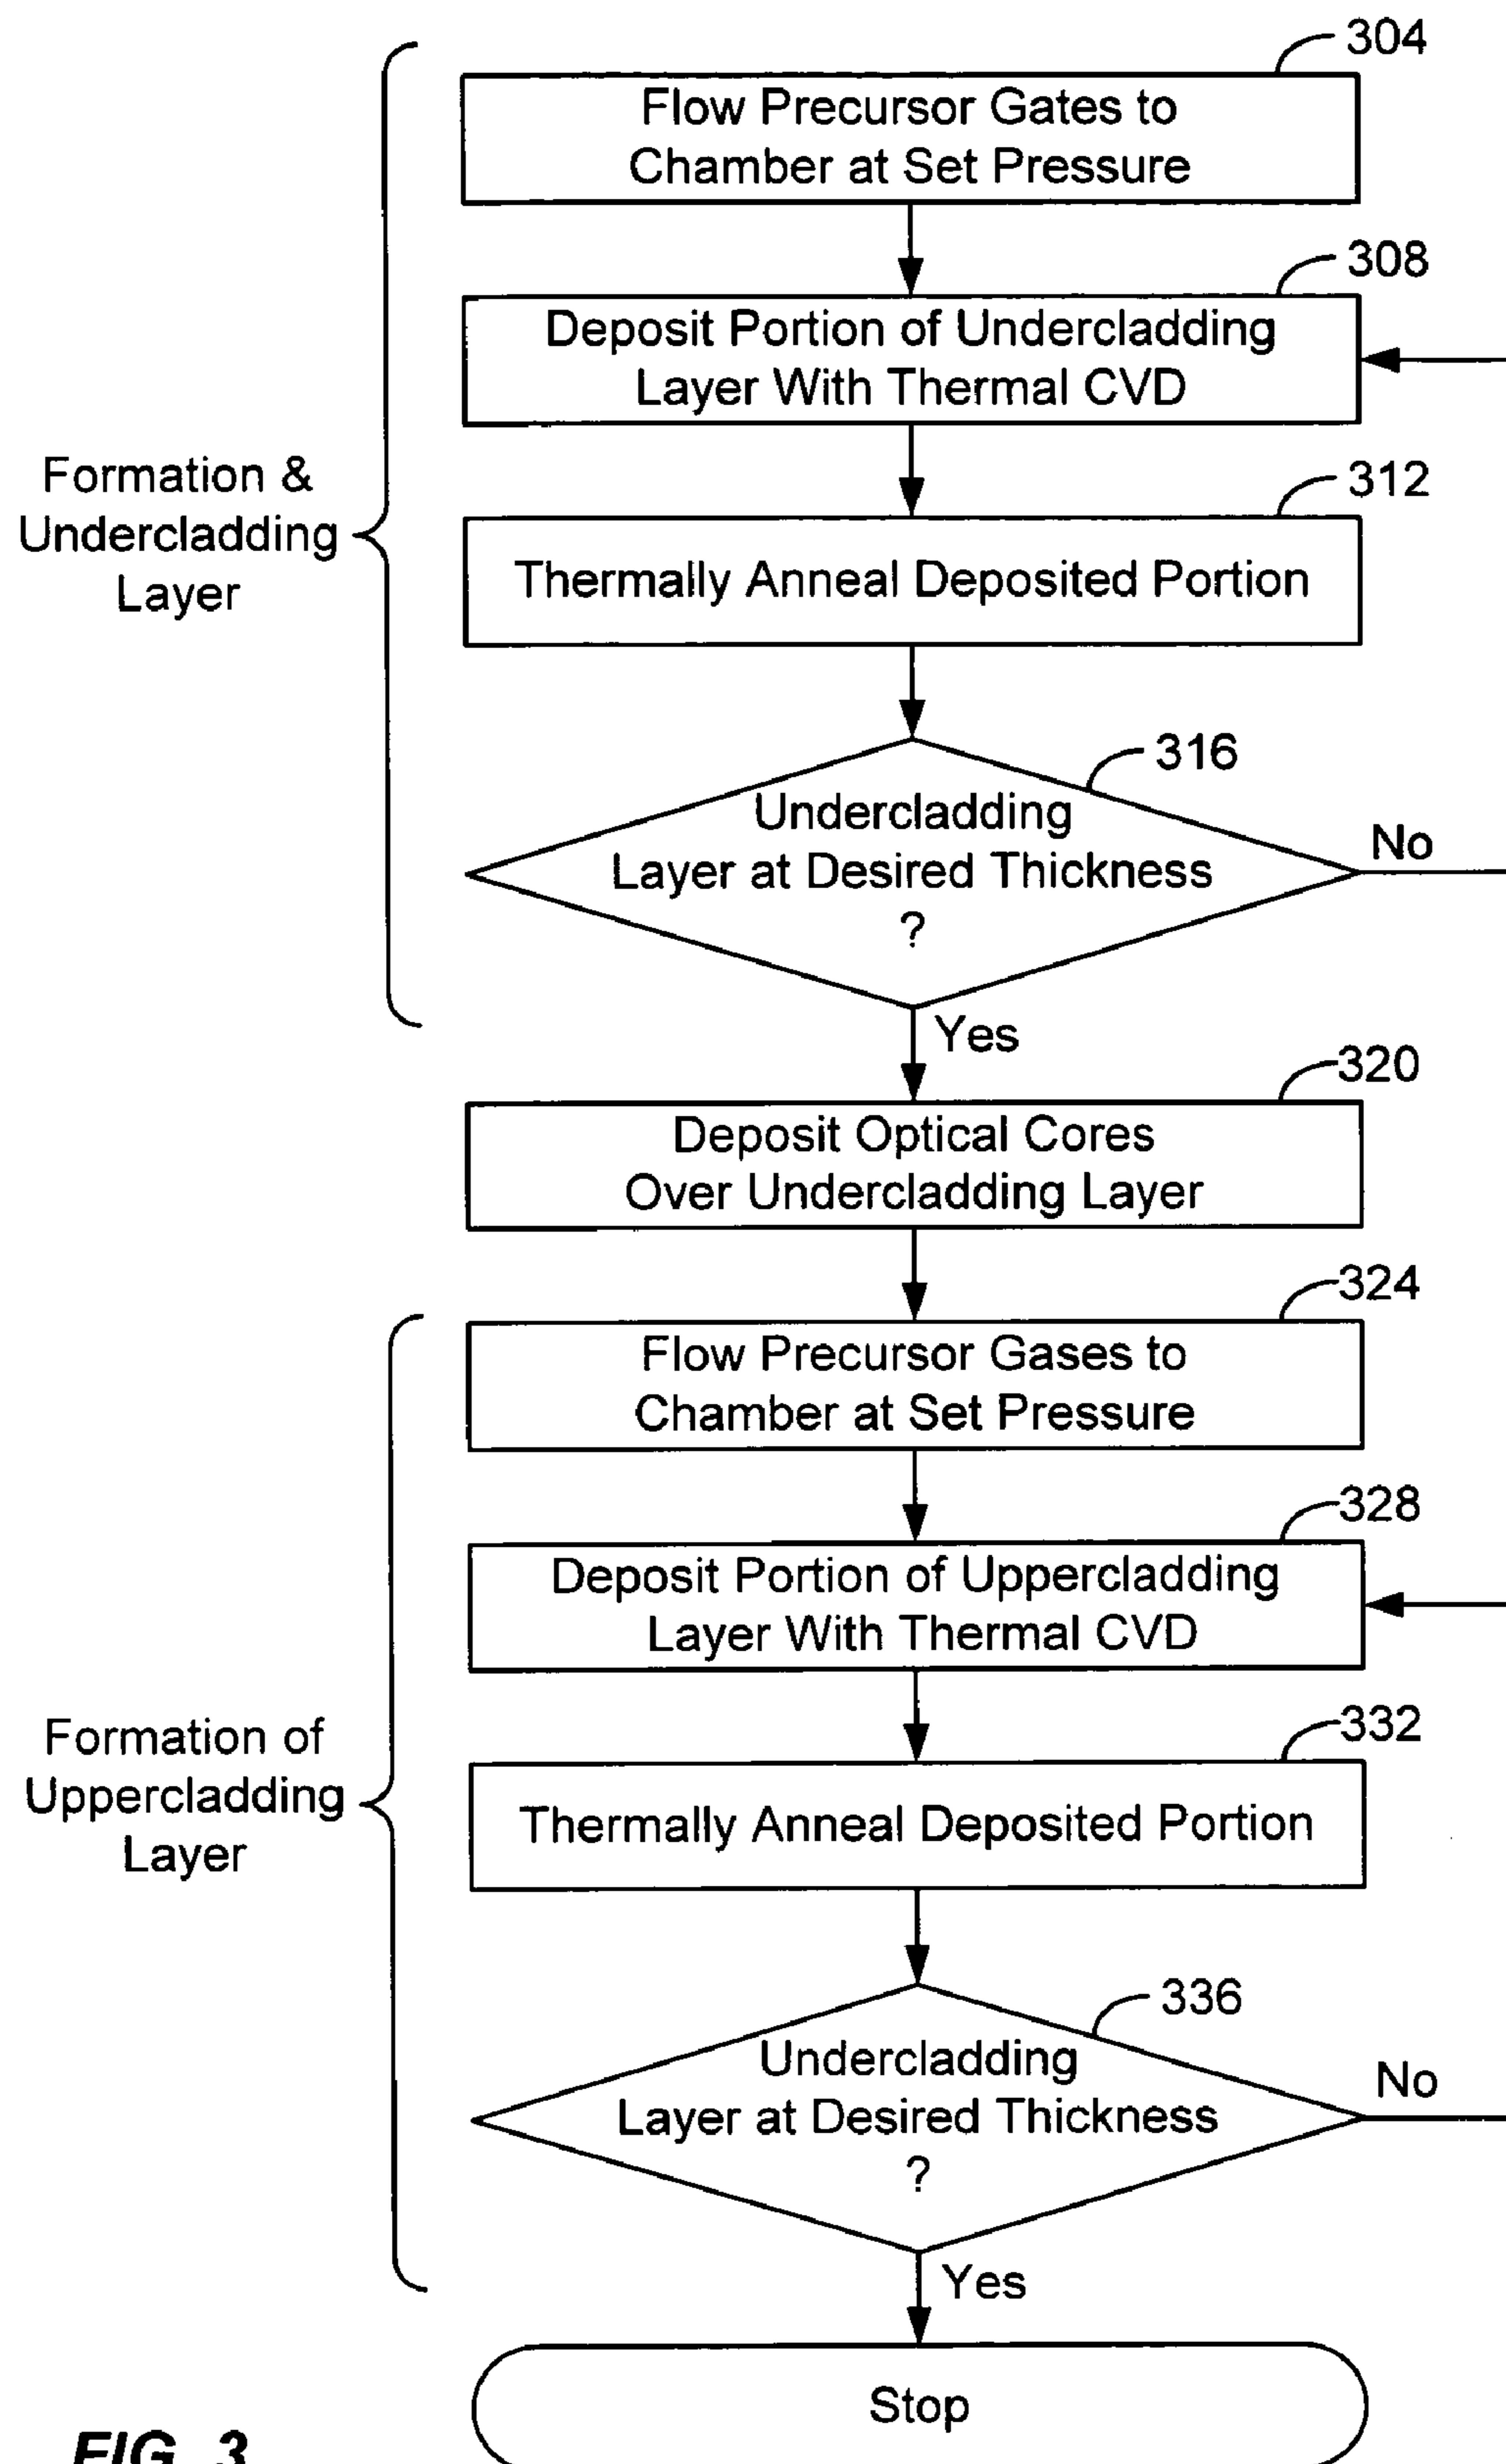 304
Flow Precursor Gates to
Chamber at Set Pressure
308
Deposit Portion of Undercladding
Layer With Thermal CVD
Formation &
Undercladding
Layer
312
Thermally Anneal Deposited Portion
316
Undercladding
Layer at Desired Thickness
?
No
Yes
320
Deposit Optical Cores
Over Undercladding Layer
324
Flow Precursor Gases to
Chamber at Set Pressure
328
Deposit Portion of Uppercladding
Layer With Thermal CVD
Formation of
Uppercladding
Layer
332
Thermally Anneal Deposited Portion
336
Undercladding
Layer at Desired Thickness
?
No
Yes
Stop
FIG. 3